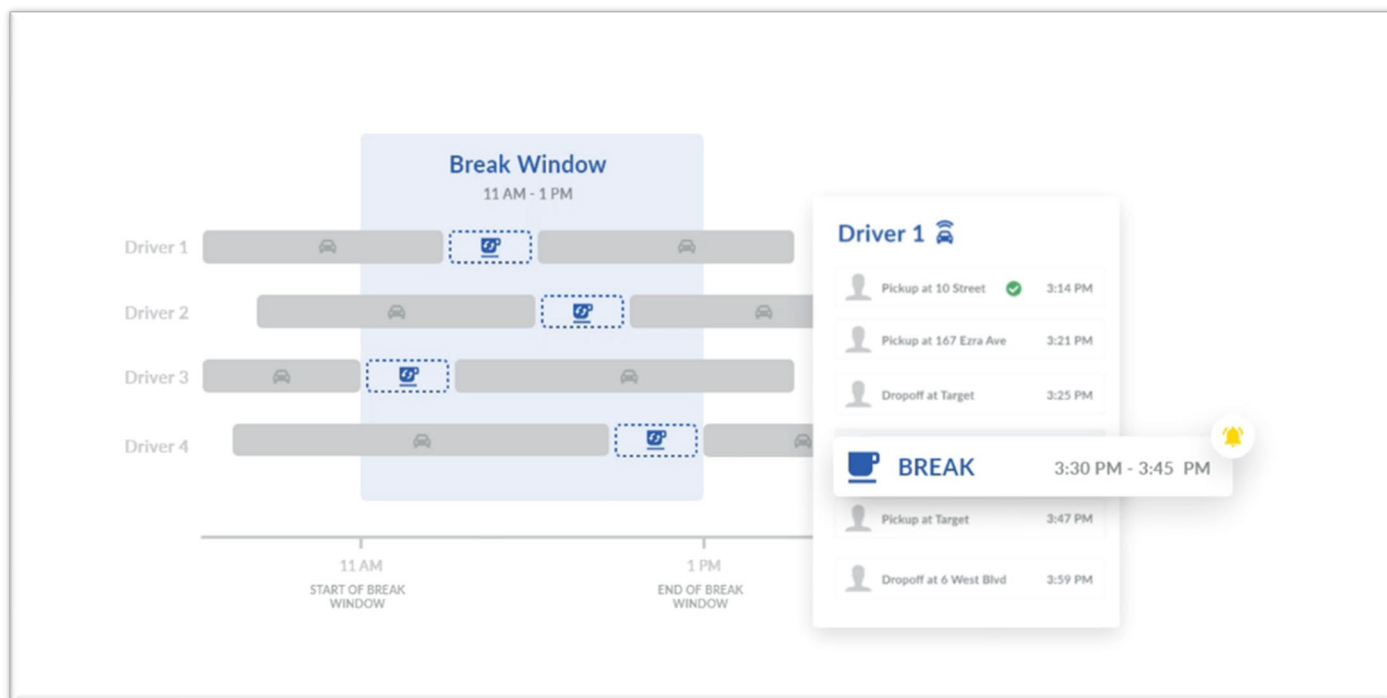 Break Window
11 AM - 1 PM
Driver 1
Driver 2
Driver 3
Driver 4
11 AM
START OF BREAK
WINDOW
1 PM
END OF BREAK
WINDOW
Driver 1
Pickup at 10 Street 3:14 PM
Pickup at 167 Ezra Ave 3:21 PM
Dropoff at Target 3:25 PM
BREAK 3:30 PM - 3:45 PM
Pickup at Target 3:47 PM
Dropoff at 6 West Blvd 3:59 PM